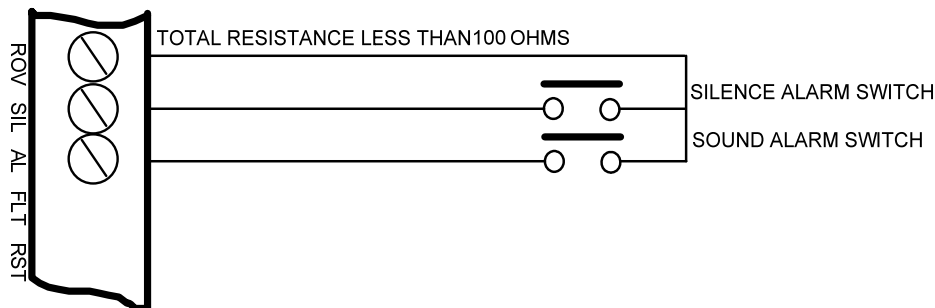 TOTAL RESISTANCE LESS THAN100 OHMS
SILENCE ALARM SWITCH
SOUND ALARM SWITCH
ROV
SIL
AL
FLT
RST